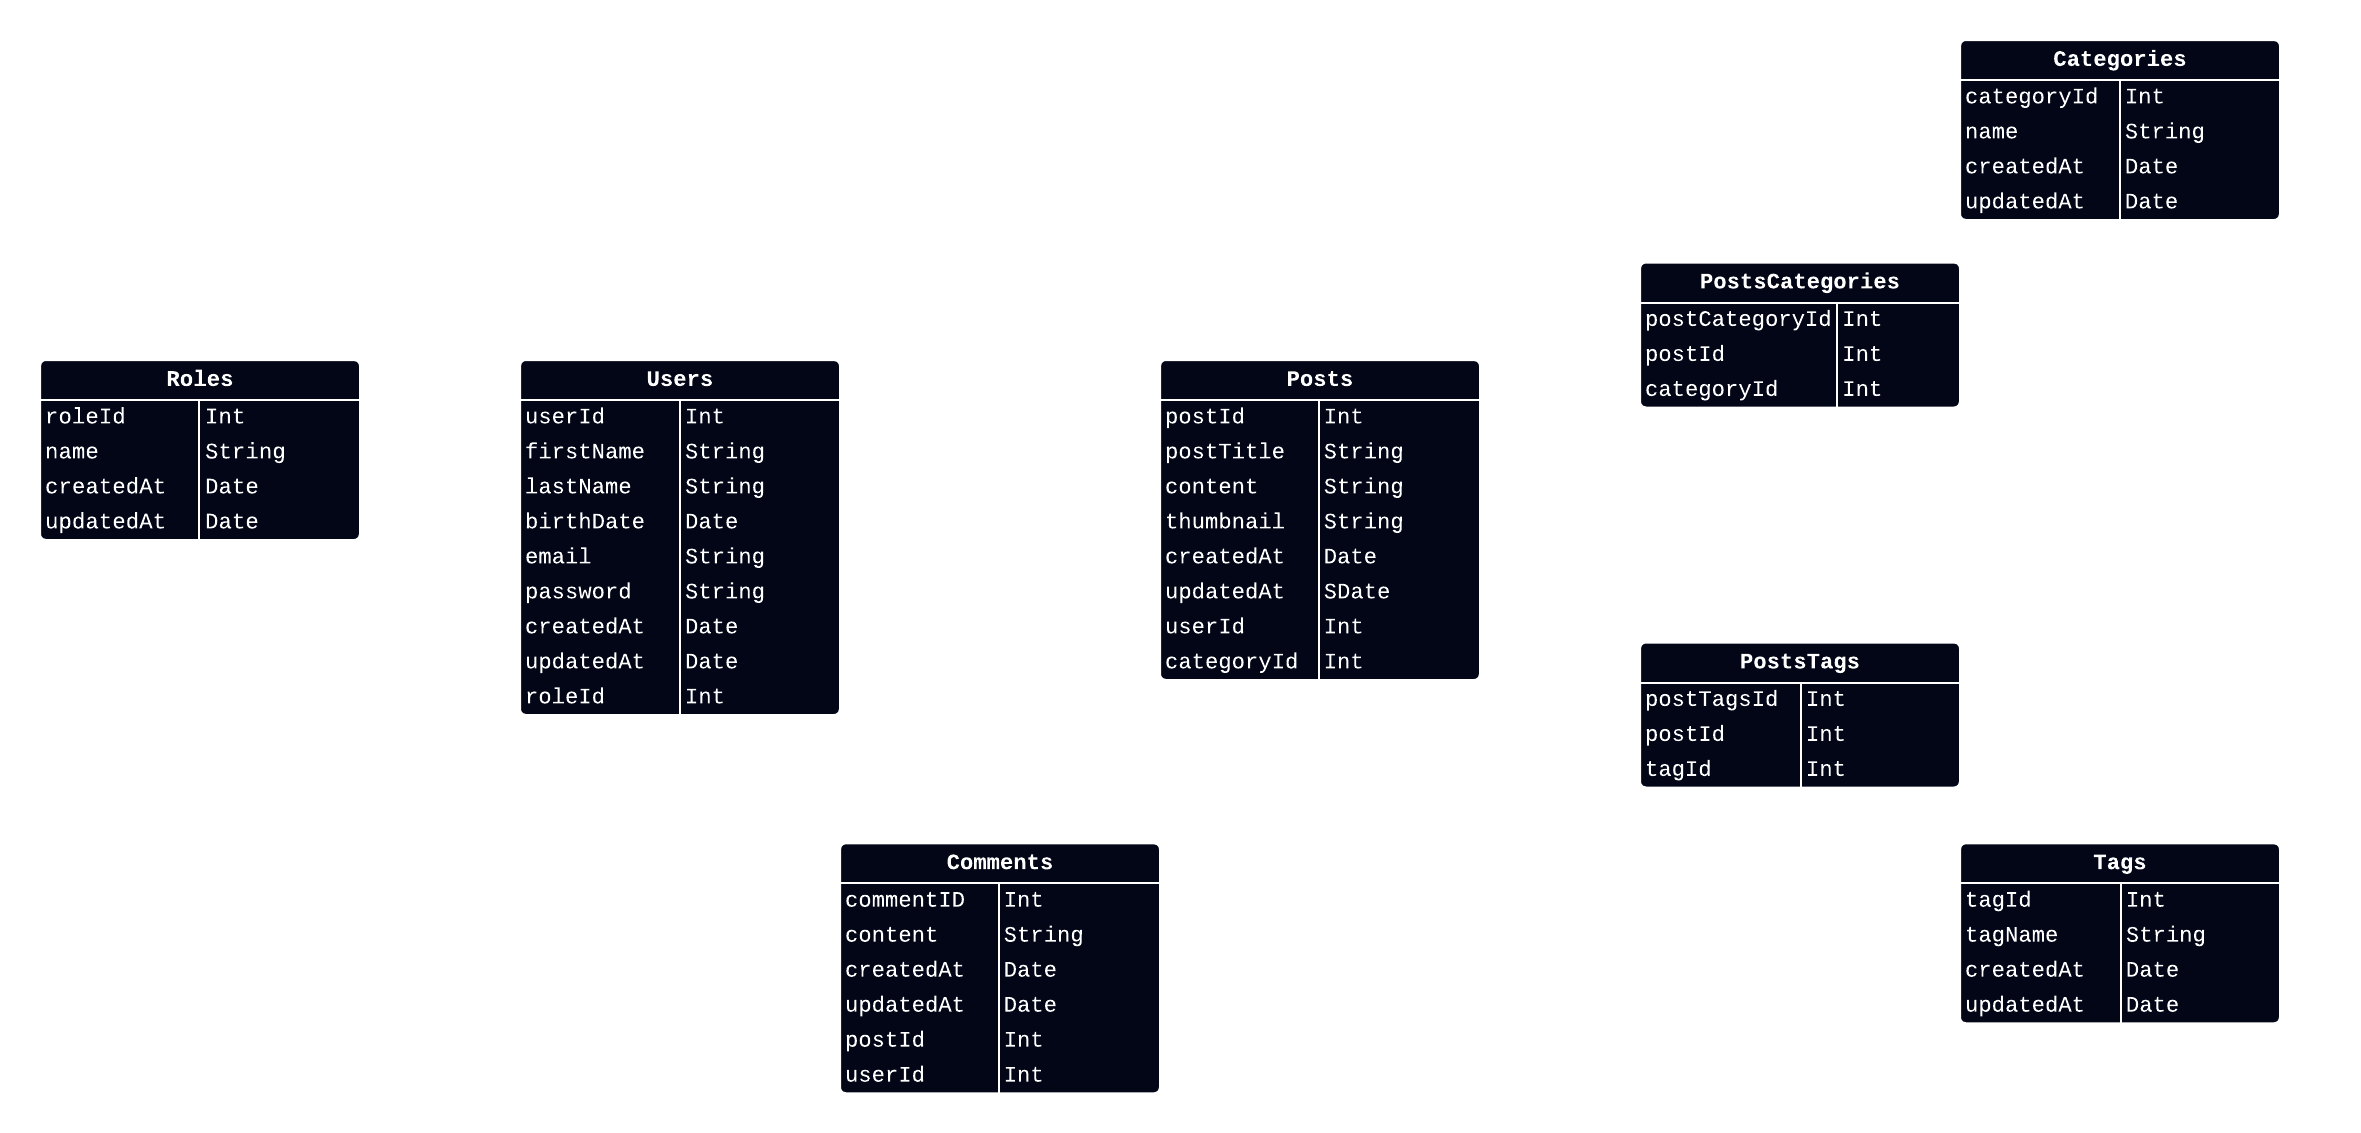 Categories
categoryId Int
name String
createdAt Date
updatedAt Date
PostsCategories
postCategoryId Int
postId Int
categoryId Int
Roles
roleId Int
name String
createdAt Date
updatedAt Date
Users
userId Int
firstName String
lastName String
birthDate Date
email String
password String
createdAt Date
updatedAt Date
roleId Int
Posts
postId Int
postTitle String
content String
thumbnail String
createdAt Date
updatedAt SDate
userId Int
categoryId Int
PostsTags
postTagsId Int
postId Int
tagId Int
Comments
commentID Int
content String
createdAt Date
updatedAt Date
postId Int
userId Int
Tags
tagId Int
tagName String
createdAt Date
updatedAt Date